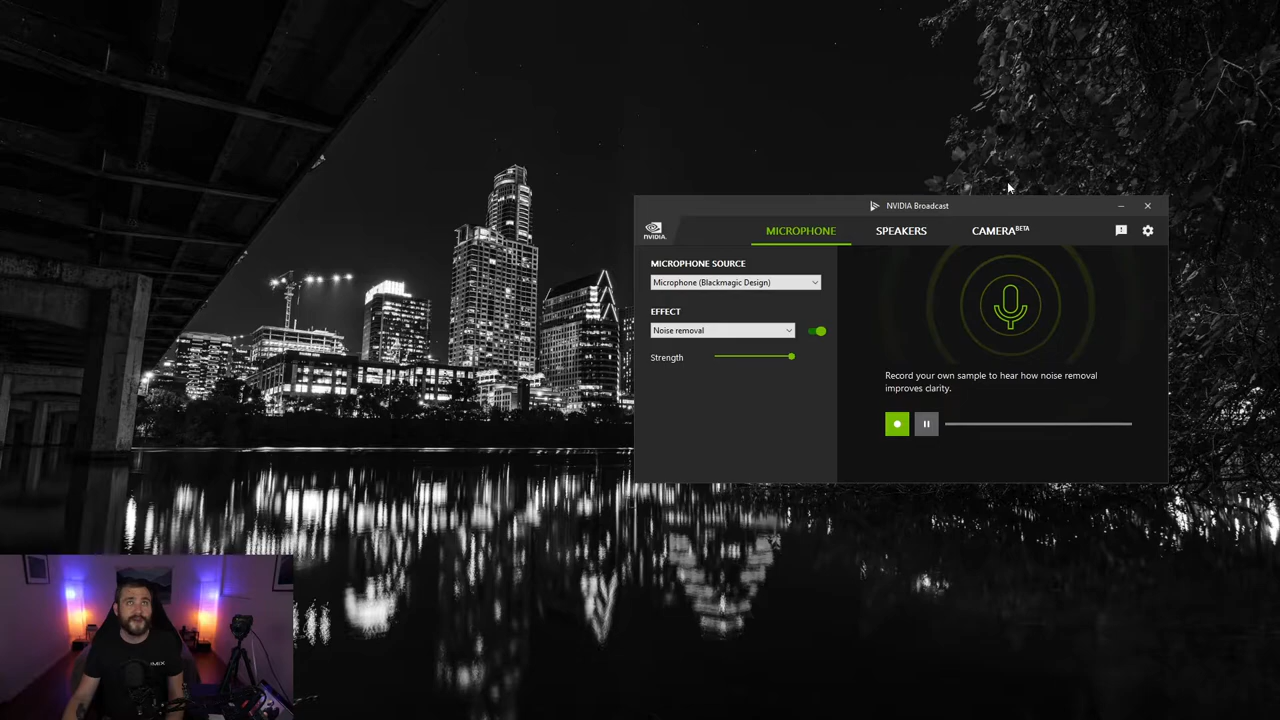 NVIDIA Broadcast
NVIDIA.
MICROPHONE
SPEAKERS
CAMERA BETA
MICROPHONE SOURCE
Microphone (Blackmagic Design)
EFFECT
Noise removal
Strength
Record your own sample to hear how noise removal
improves clarity.